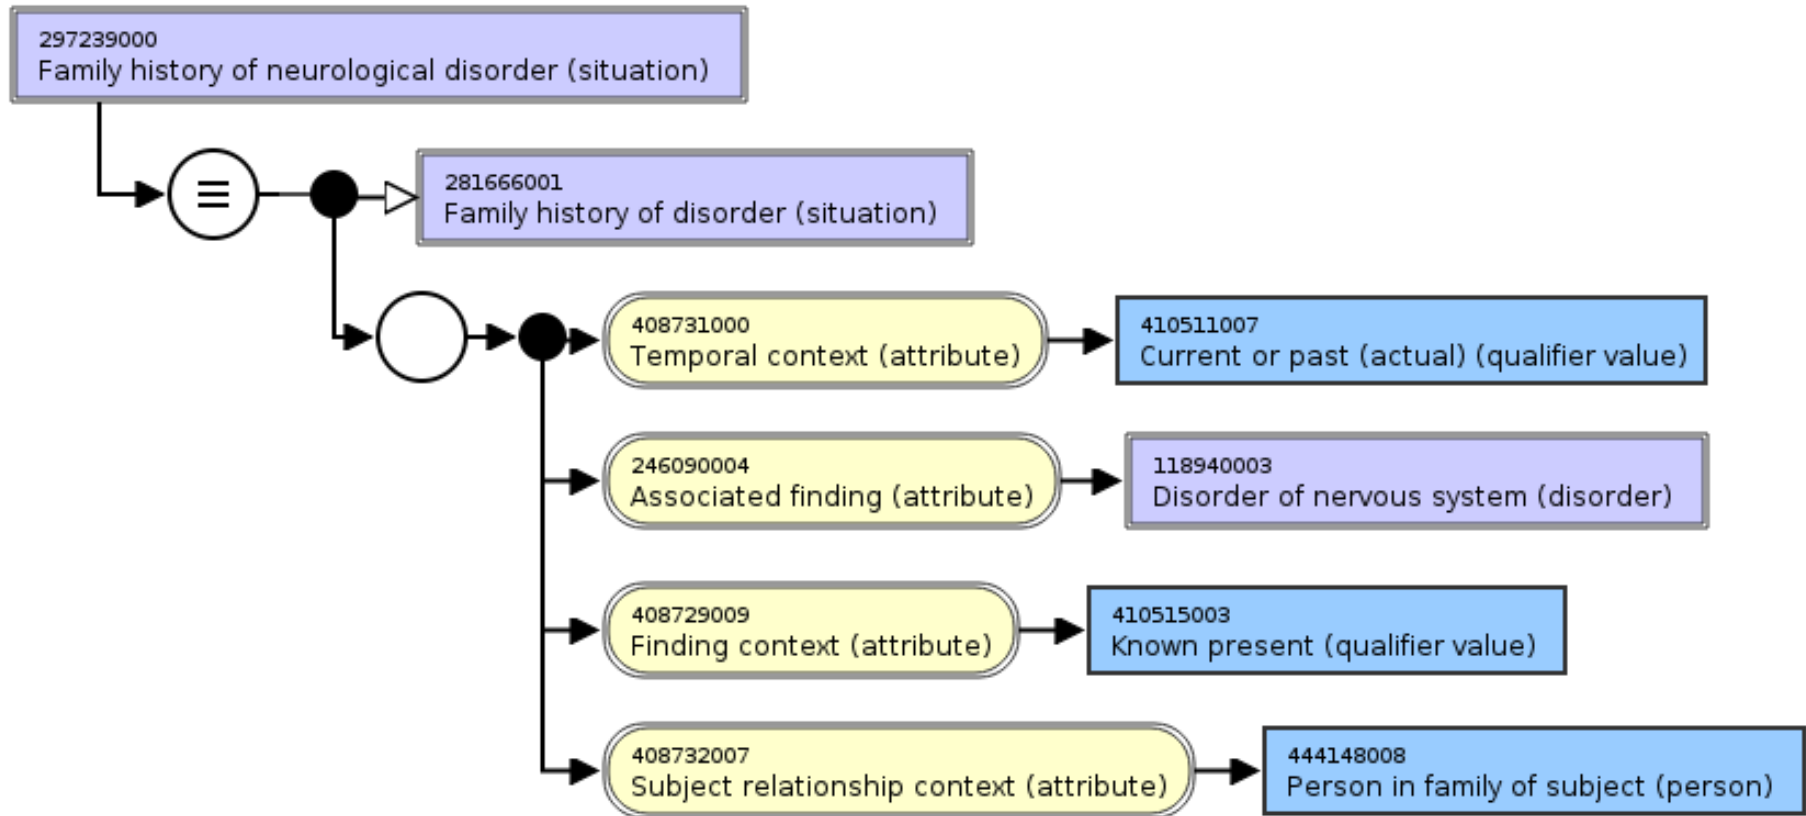 297239000
Family history of neurological disorder (situation)
281666001
Family history of disorder (situation)
408731000
Temporal context (attribute)
410511007
Current or past (actual) (qualifier value)
246090004
Associated finding (attribute)
118940003
Disorder of nervous system (disorder)
408729009
Finding context (attribute)
410515003
Known present (qualifier value)
408732007
Subject relationship context (attribute)
444148008
Person in family of subject (person)